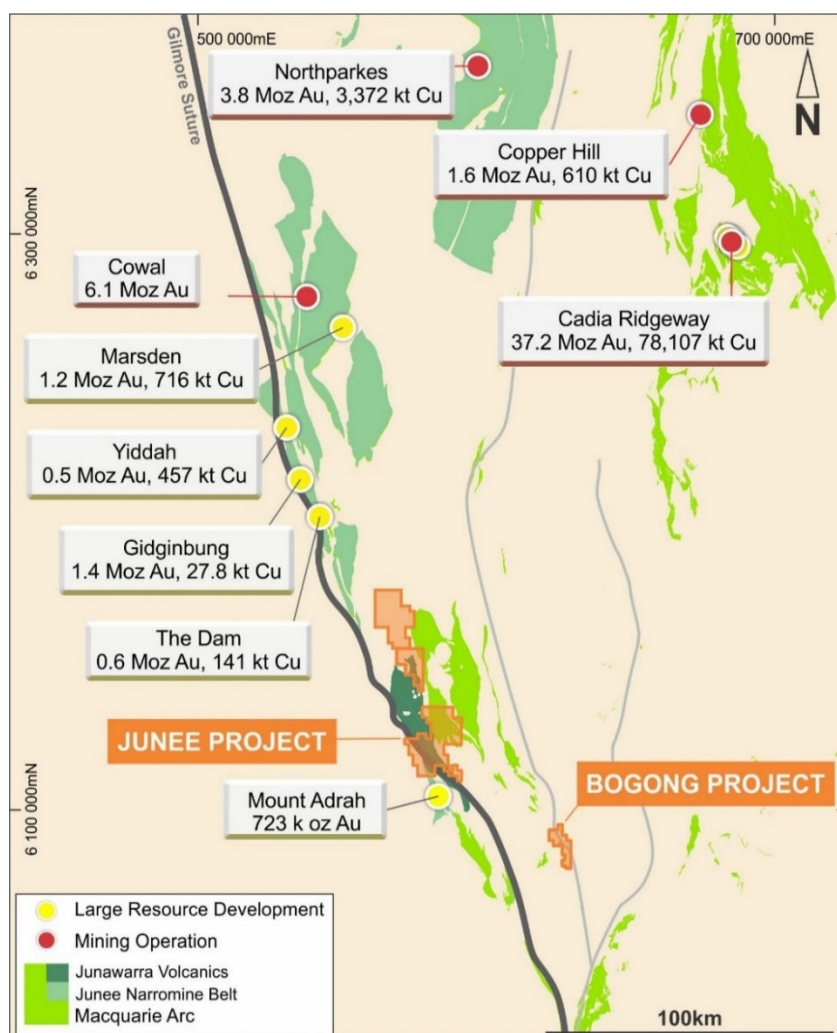 500 000mE
700 000mE
Gilmore Suture
N
Northparkes
3.8 Moz Au, 3,372 kt Cu
Copper Hill
1.6 Moz Au, 610 kt Cu
6 300 000mN
Cowal
6.1 Moz Au
Cadia Ridgeway
37.2 Moz Au, 78,107 kt Cu
Marsden
1.2 Moz Au, 716 kt Cu
Yiddah
0.5 Moz Au, 457 kt Cu
Gidginbung
1.4 Moz Au, 27.8 kt Cu
The Dam
0.6 Moz Au, 141 kt Cu
JUNEE PROJECT
BOGONG PROJECT
Mount Adrah
723 k oz Au
6 100 000mN
Large Resource Development
Mining Operation
Junawarra Volcanics
Junee Narromine Belt
Macquarie Arc
100km